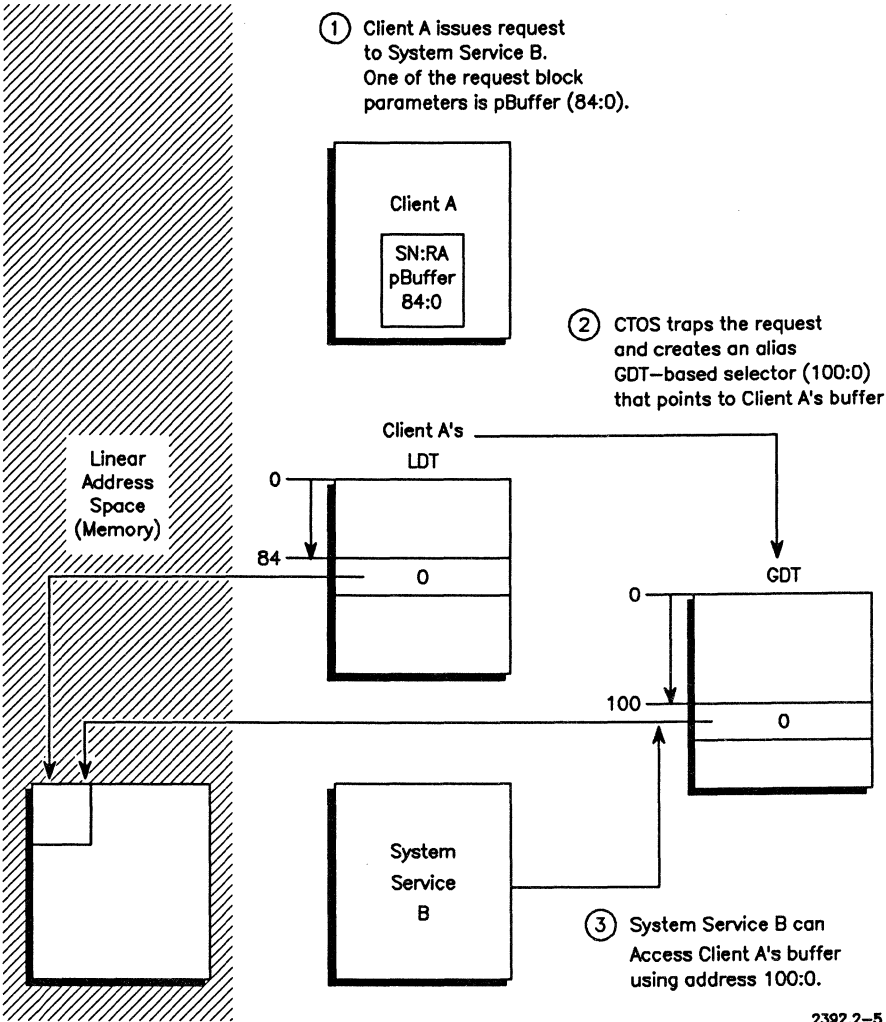 1 Client A issues request
to System Service B.
One of the request block
parameters is pBuffer (84:0).
Client A
SN:RA
pBuffer
84:0
2 CTOS traps the request
and creates an alias
GDT-based selector (100:0)
that points to Client A's buffer
Client A's
LDT
Linear
Address
Space
(Memory)
0
84
0
GDT
0
100
0
System
Service
B
3 System Service B can
Access Client A's buffer
using address 100:0.
2392.2-5